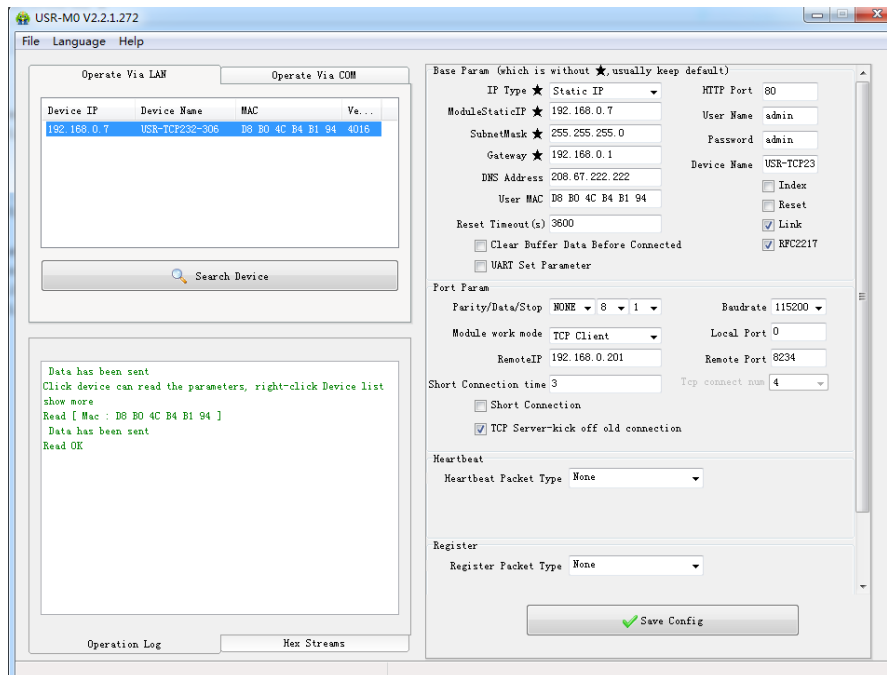 USR-M0 V2.2.1.272
File Language Help
Operate Via LAN Operate Via COM
Device IP Device Name MAC Ve...
192.168.0.7 USR-TCP232-306 D8 B0 4C B4 B1 94 4016
Search Device
Data has been sent
Click device can read the parameters, right-click Device list
show more
Read [ Mac : D8 B0 4C B4 B1 94 ]
Data has been sent
Read OK
Operation Log Hex Streams
Base Param (which is without ★,usually keep default)
IP Type ★ Static IP HTTP Port 80
ModuleStaticIP ★ 192.168.0.7 User Name admin
SubnetMask ★ 255.255.255.0 Password admin
Gateway ★ 192.168.0.1 Device Name USR-TCP23
DNS Address 208.67.222.222 Index
User MAC D8 B0 4C B4 B1 94 Reset
Reset Timeout(s) 3600 Link
Clear Buffer Data Before Connected RFC2217
UART Set Parameter
Port Param
Parity/Data/Stop NONE 8 1 Baudrate 115200
Module work mode TCP Client Local Port 0
RemoteIP 192.168.0.201 Remote Port 8234
Short Connection time 3 Tcp connect num 4
Short Connection
TCP Server-kick off old connection
Heartbeat
Heartbeat Packet Type None
Register
Register Packet Type None
Save Config